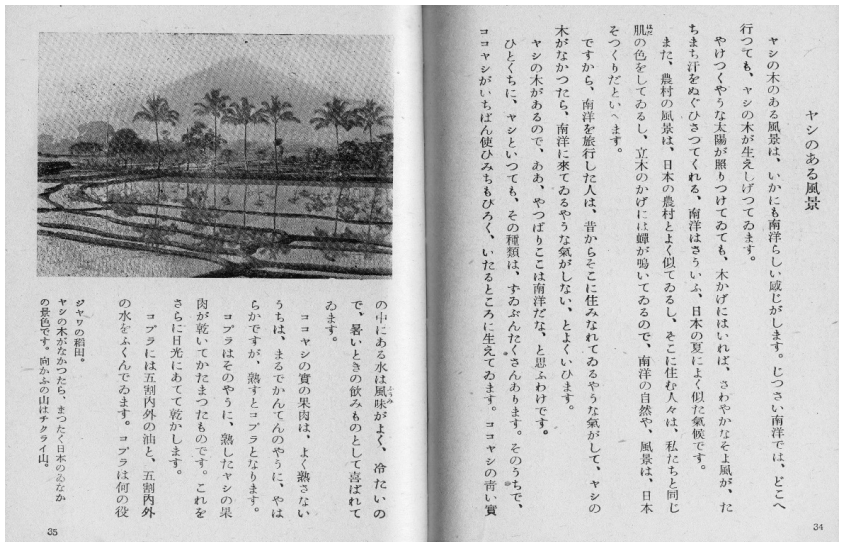 ヤシのある風景
ヤシの木のある風景は、いかにも南洋らしい感じがします。じつさい南洋では、どこへ
行つても、ヤシの木が生えしげつてゐます。
やけつくやうな太陽が照りつけてゐても、木かげにはいれば、さわやかなそよ風が、た
ちまち汗をぬぐひさつてくれる、南洋はさういふ、日本の夏によく似た氣候です。
また、農村の風景は、日本の農村とよく似てゐるし、そこに住む人々は、私たちと同じ
肌の色をしてゐるし、立木のかげには蟬が鳴いてゐるので、南洋の自然や、風景は、日本
そつくりだといへます。
ですから、南洋を旅行した人は、昔からそこに住みなれてゐるやうな氣がして、ヤシの
木がなかつたら、南洋に來てゐるやうな氣がしない、とよくいひます。
ヤシの木があるので、ああ、やつぱりここは南洋だな、と思ふわけです。
ひとくちに、ヤシといつても、その種類は、ずゐぶんたくさんあります。そのうちで、
ココヤシがいちばん使ひみちもひろく、いたるところに生えてゐます。ココヤシの青い實
34
の中にある水は風味がよく、冷たいの
で、暑いときの飲みものとして喜ばれて
ゐます。
ココヤシの實の果肉は、よく熟さない
うちは、まるでかんてんのやうに、やは
らかですが、熟すとコプラとなります。
コプラはそのやうに、熟したヤシの果
肉が乾いてかたまつたものです。これを
さらに日光にあてて乾かします。
コプラには五割内外の油と、五割内外
の水をふくんでゐます。コプラは何の役
ジャワの稻田。
ヤシの木がなかつたら、まつたく日本のゐなか
の景色です。向かふの山はチクライ山。
35